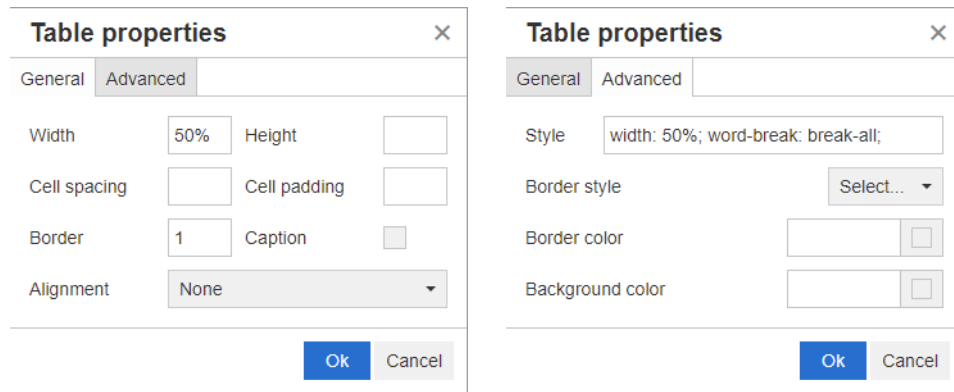 Table properties ×
General Advanced
Width 50% Height
Cell spacing Cell padding
Border 1 Caption
Alignment None
Ok Cancel
Table properties ×
General Advanced
Style width: 50%; word-break: break-all;
Border style Select...
Border color
Background color
Ok Cancel